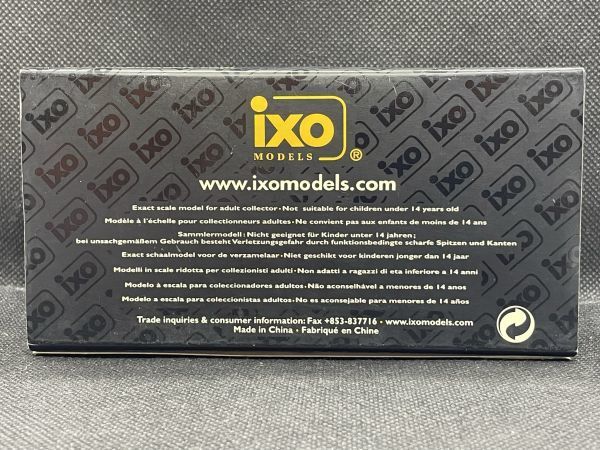 ixo
MODELS ®
www.ixomodels.com
Exact scale model for adult collector • Not suitable for children under 14 years old
Modèle à l'échelle pour collectionneurs adultes • Ne convient pas aux enfants de moins de 14 ans
Sammlermodell : Nicht geeignet für Kinder unter 14 jahren ;
bei unsachgemäßem Gebrauch besteht Verletzungsgefahr durch funktionsbedingte scharfe Spitzen und Kanten
Exact schaalmodel voor de verzamelaar • Niet geschikt voor kinderen jonger dan 14 jaar
Modelli in scale ridotta per collezionisti adulti • Non adatti a ragazzi di eta inferiore a 14 anni
Modelo à escala para coleccionadores adultos • Não aconselhável a menores de 14 anos
Modelo a escala para coleccionistas adultos • No es aconsejable para menores de 14 años
Trade inquiries & consumer information: Fax +853-837716 • www.ixomodels.com
Made in China • Fabriqué en Chine